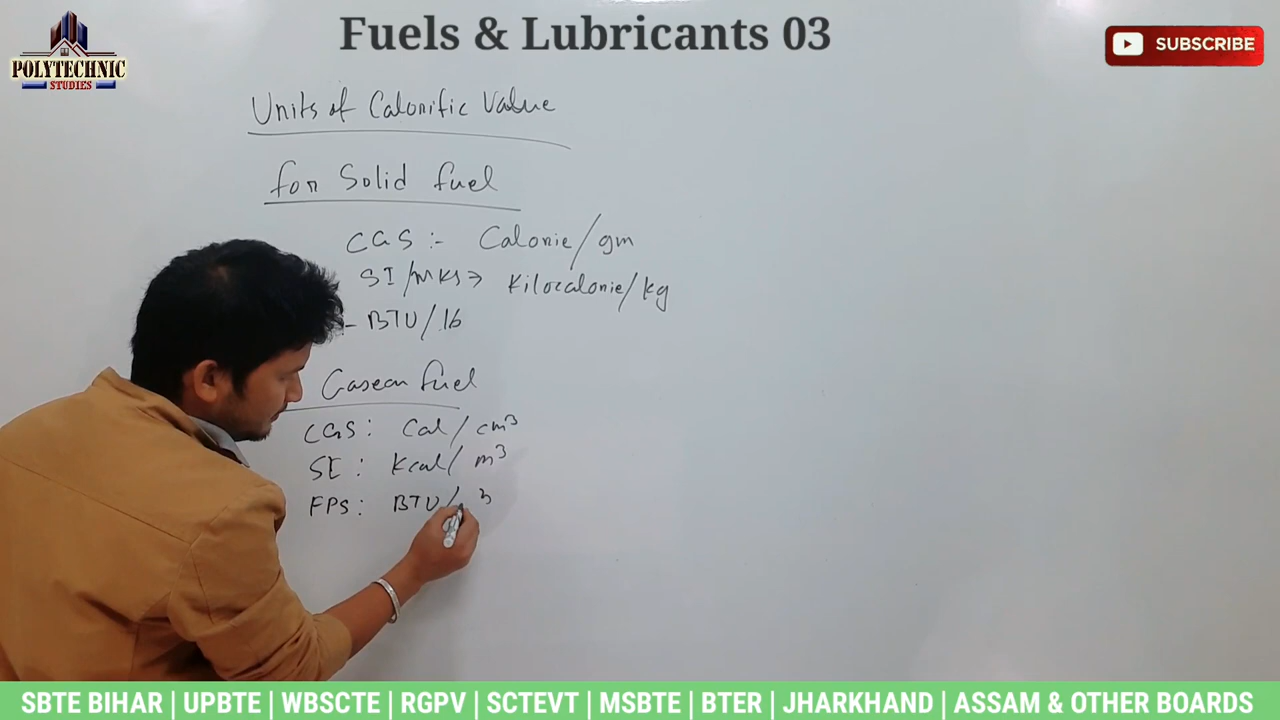 Fuels & Lubricants 03
POLYTECHNIC
STUDIES
SUBSCRIBE
Units of Calorific Value
for Solid fuel
CGS :- Calorie/gm
SI/MKS → Kilocalorie/kg
- BTU/lb
fuel
CGS : Cal/cm³
SI : Kcal/m³
FPS : BTU/ ³
SBTE BIHAR | UPBTE | WBSCTE | RGPV | SCTEVT | MSBTE | BTER | JHARKHAND | ASSAM & OTHER BOARDS